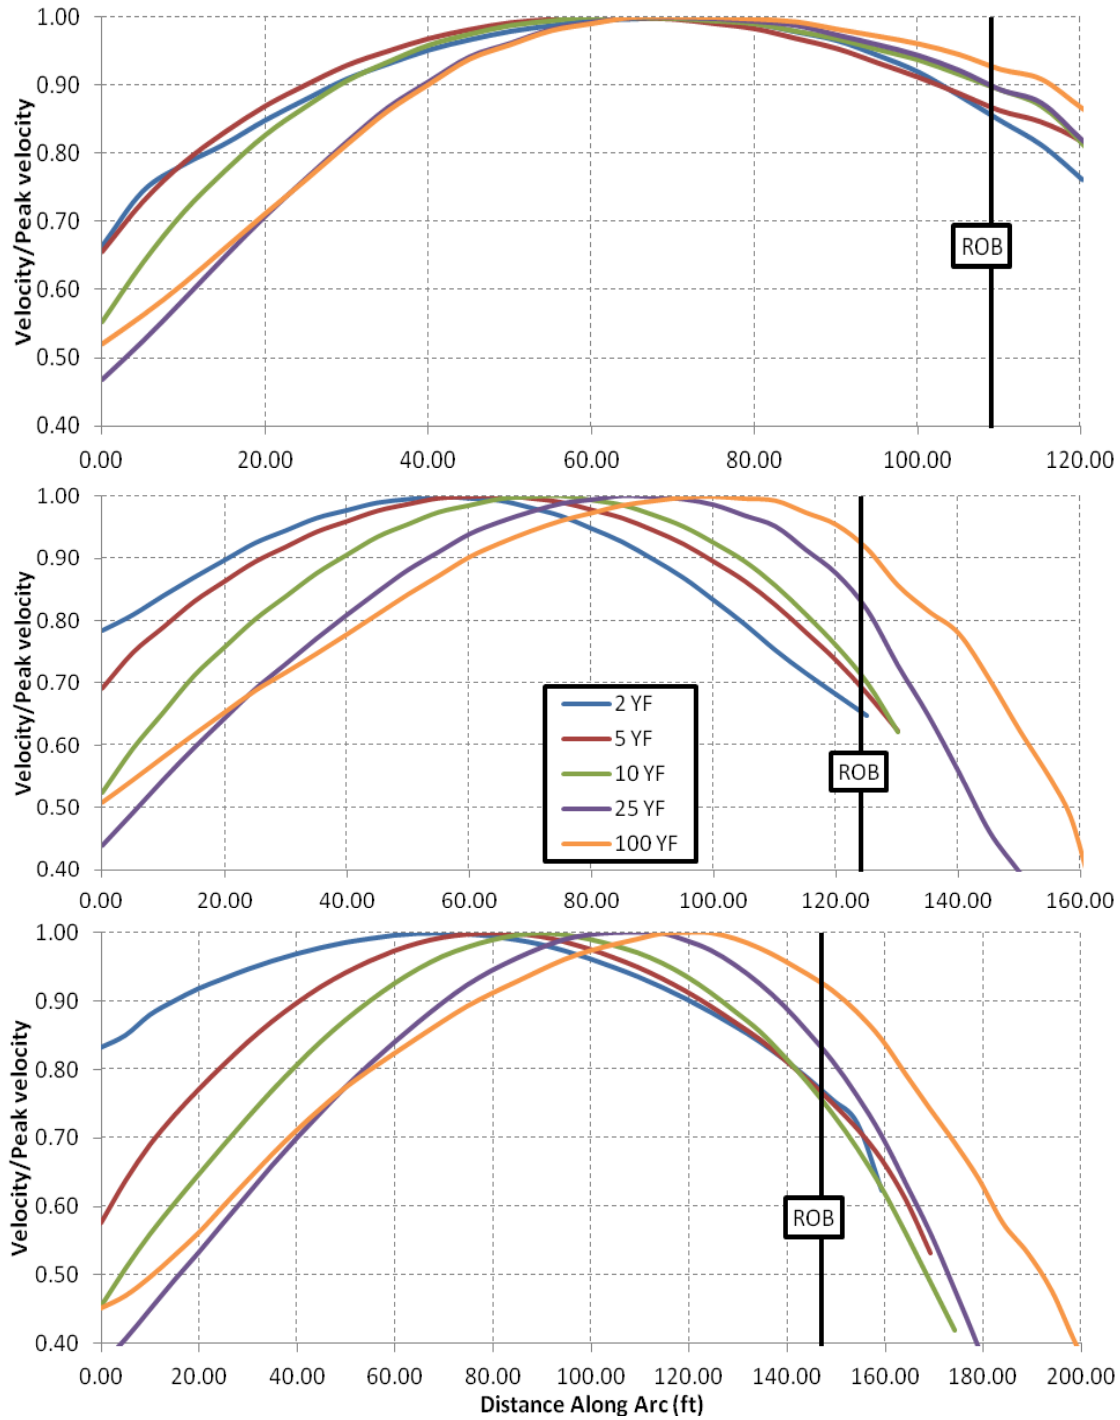 1.00
0.90
0.80
0.70
0.60
0.50
0.40
Velocity/Peak velocity
ROB
0.00 20.00 40.00 60.00 80.00 100.00 120.00
1.00
0.90
0.80
0.70
0.60
0.50
0.40
Velocity/Peak velocity
2 YF
5 YF
10 YF
25 YF
100 YF
ROB
0.00 20.00 40.00 60.00 80.00 100.00 120.00 140.00 160.00
1.00
0.90
0.80
0.70
0.60
0.50
0.40
Velocity/Peak velocity
ROB
0.00 20.00 40.00 60.00 80.00 100.00 120.00 140.00 160.00 180.00 200.00
Distance Along Arc (ft)